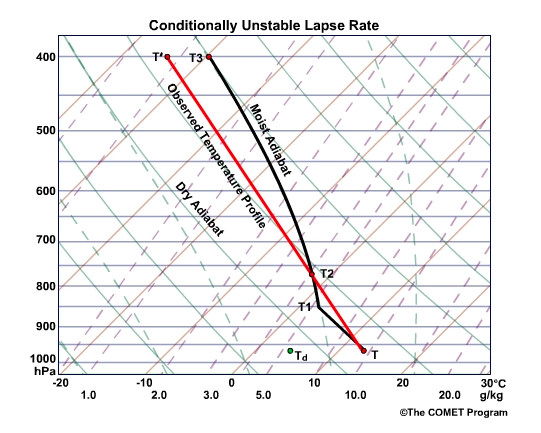 Conditionally Unstable Lapse Rate
400
T' T3
Observed Temperature Profile
Moist Adiabat
500
600
Dry Adiabat
700
800
T2
T1
900
1000
hPa
Td
T
-20 -10 0 10 20 30°C
1.0 2.0 3.0 5.0 10.0 20.0 g/kg
©The COMET Program